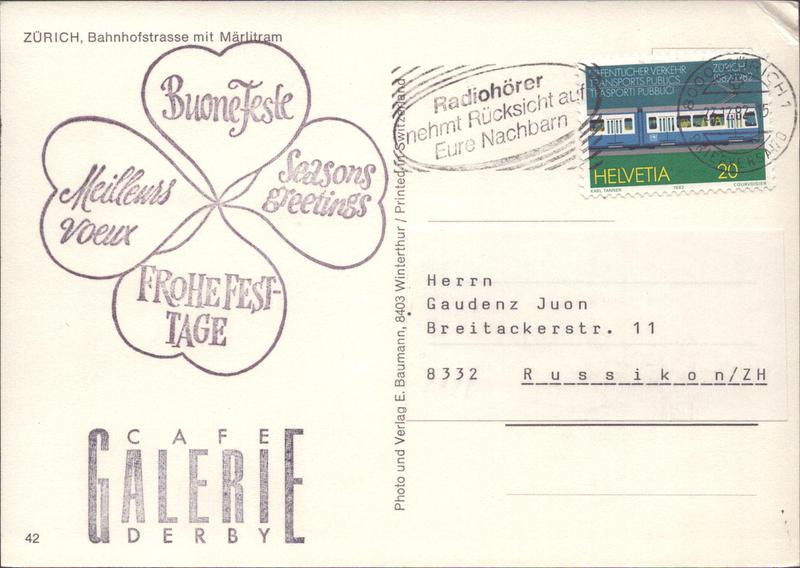 ZÜRICH, Bahnhofstrasse mit Märlitram
Buone Feste
Seasons
greetings
Meilleurs
voeux
FROHE FEST-
TAGE
CAFE
GALERIE
DERBY
42
Photo und Verlag E. Baumann, 8403 Winterthur / Printed in Switzerland
Radiohörer
nehmt Rücksicht auf
Eure Nachbarn
ÖFFENTLICHER VERKEHR
TRANSPORTS PUBLICS
TRASPORTI PUBBLICI
ZÜRICH
1882-1982
HELVETIA 20
KARL TANNER 1982 COURVOISIER
Herrn
Gaudenz Juon
Breitackerstr. 11
8332 Russikon/ZH